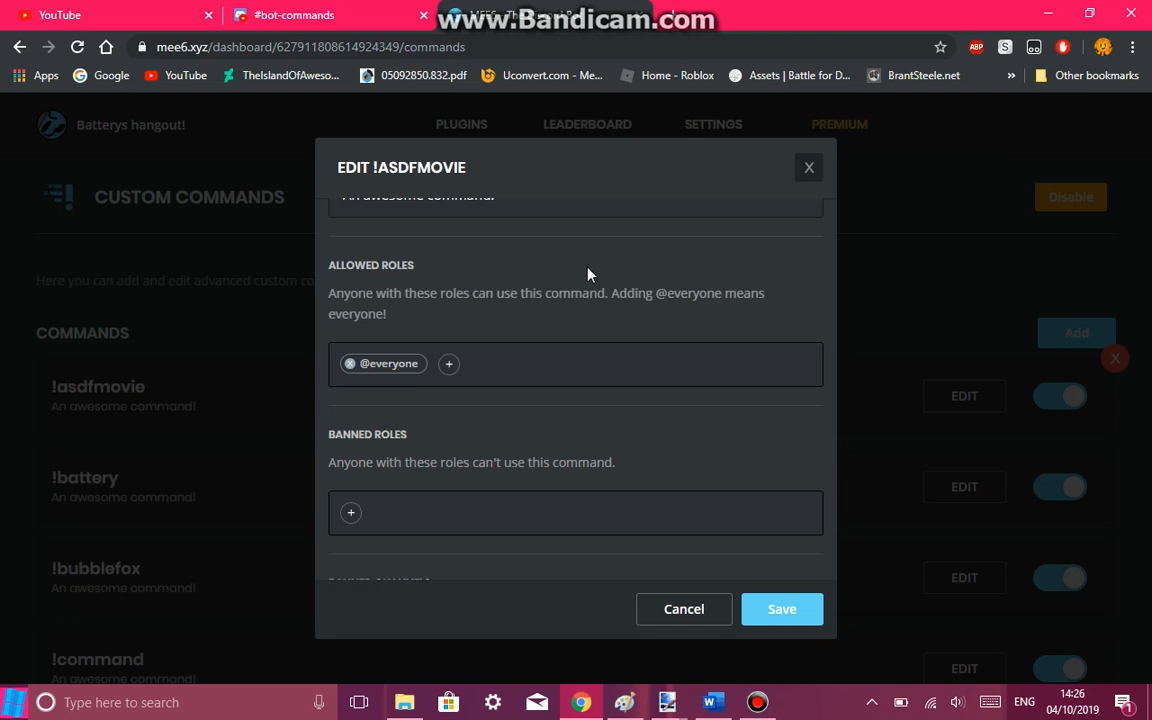 YouTube
#bot-commands
www.Bandicam.com
mee6.xyz/dashboard/627911808614924349/commands
ABP
S
Apps
Google
YouTube
TheIslandOfAweso...
05092850.832.pdf
Uconvert.com - Me...
Home - Roblox
Assets | Battle for D...
BrantSteele.net
»
Other bookmarks
Batterys hangout!
PLUGINS
LEADERBOARD
SETTINGS
PREMIUM
EDIT !ASDFMOVIE
X
CUSTOM COMMANDS
Disable
An awesome command!
ALLOWED ROLES
Here you can add and edit advanced custom co
Anyone with these roles can use this command. Adding @everyone means
everyone!
COMMANDS
Add
X
@everyone
+
!asdfmovie
An awesome command!
EDIT
BANNED ROLES
Anyone with these roles can't use this command.
!battery
An awesome command!
EDIT
+
!bubblefox
An awesome command!
EDIT
Cancel
Save
!command
EDIT
Type here to search
ENG
14:26
04/10/2019
1